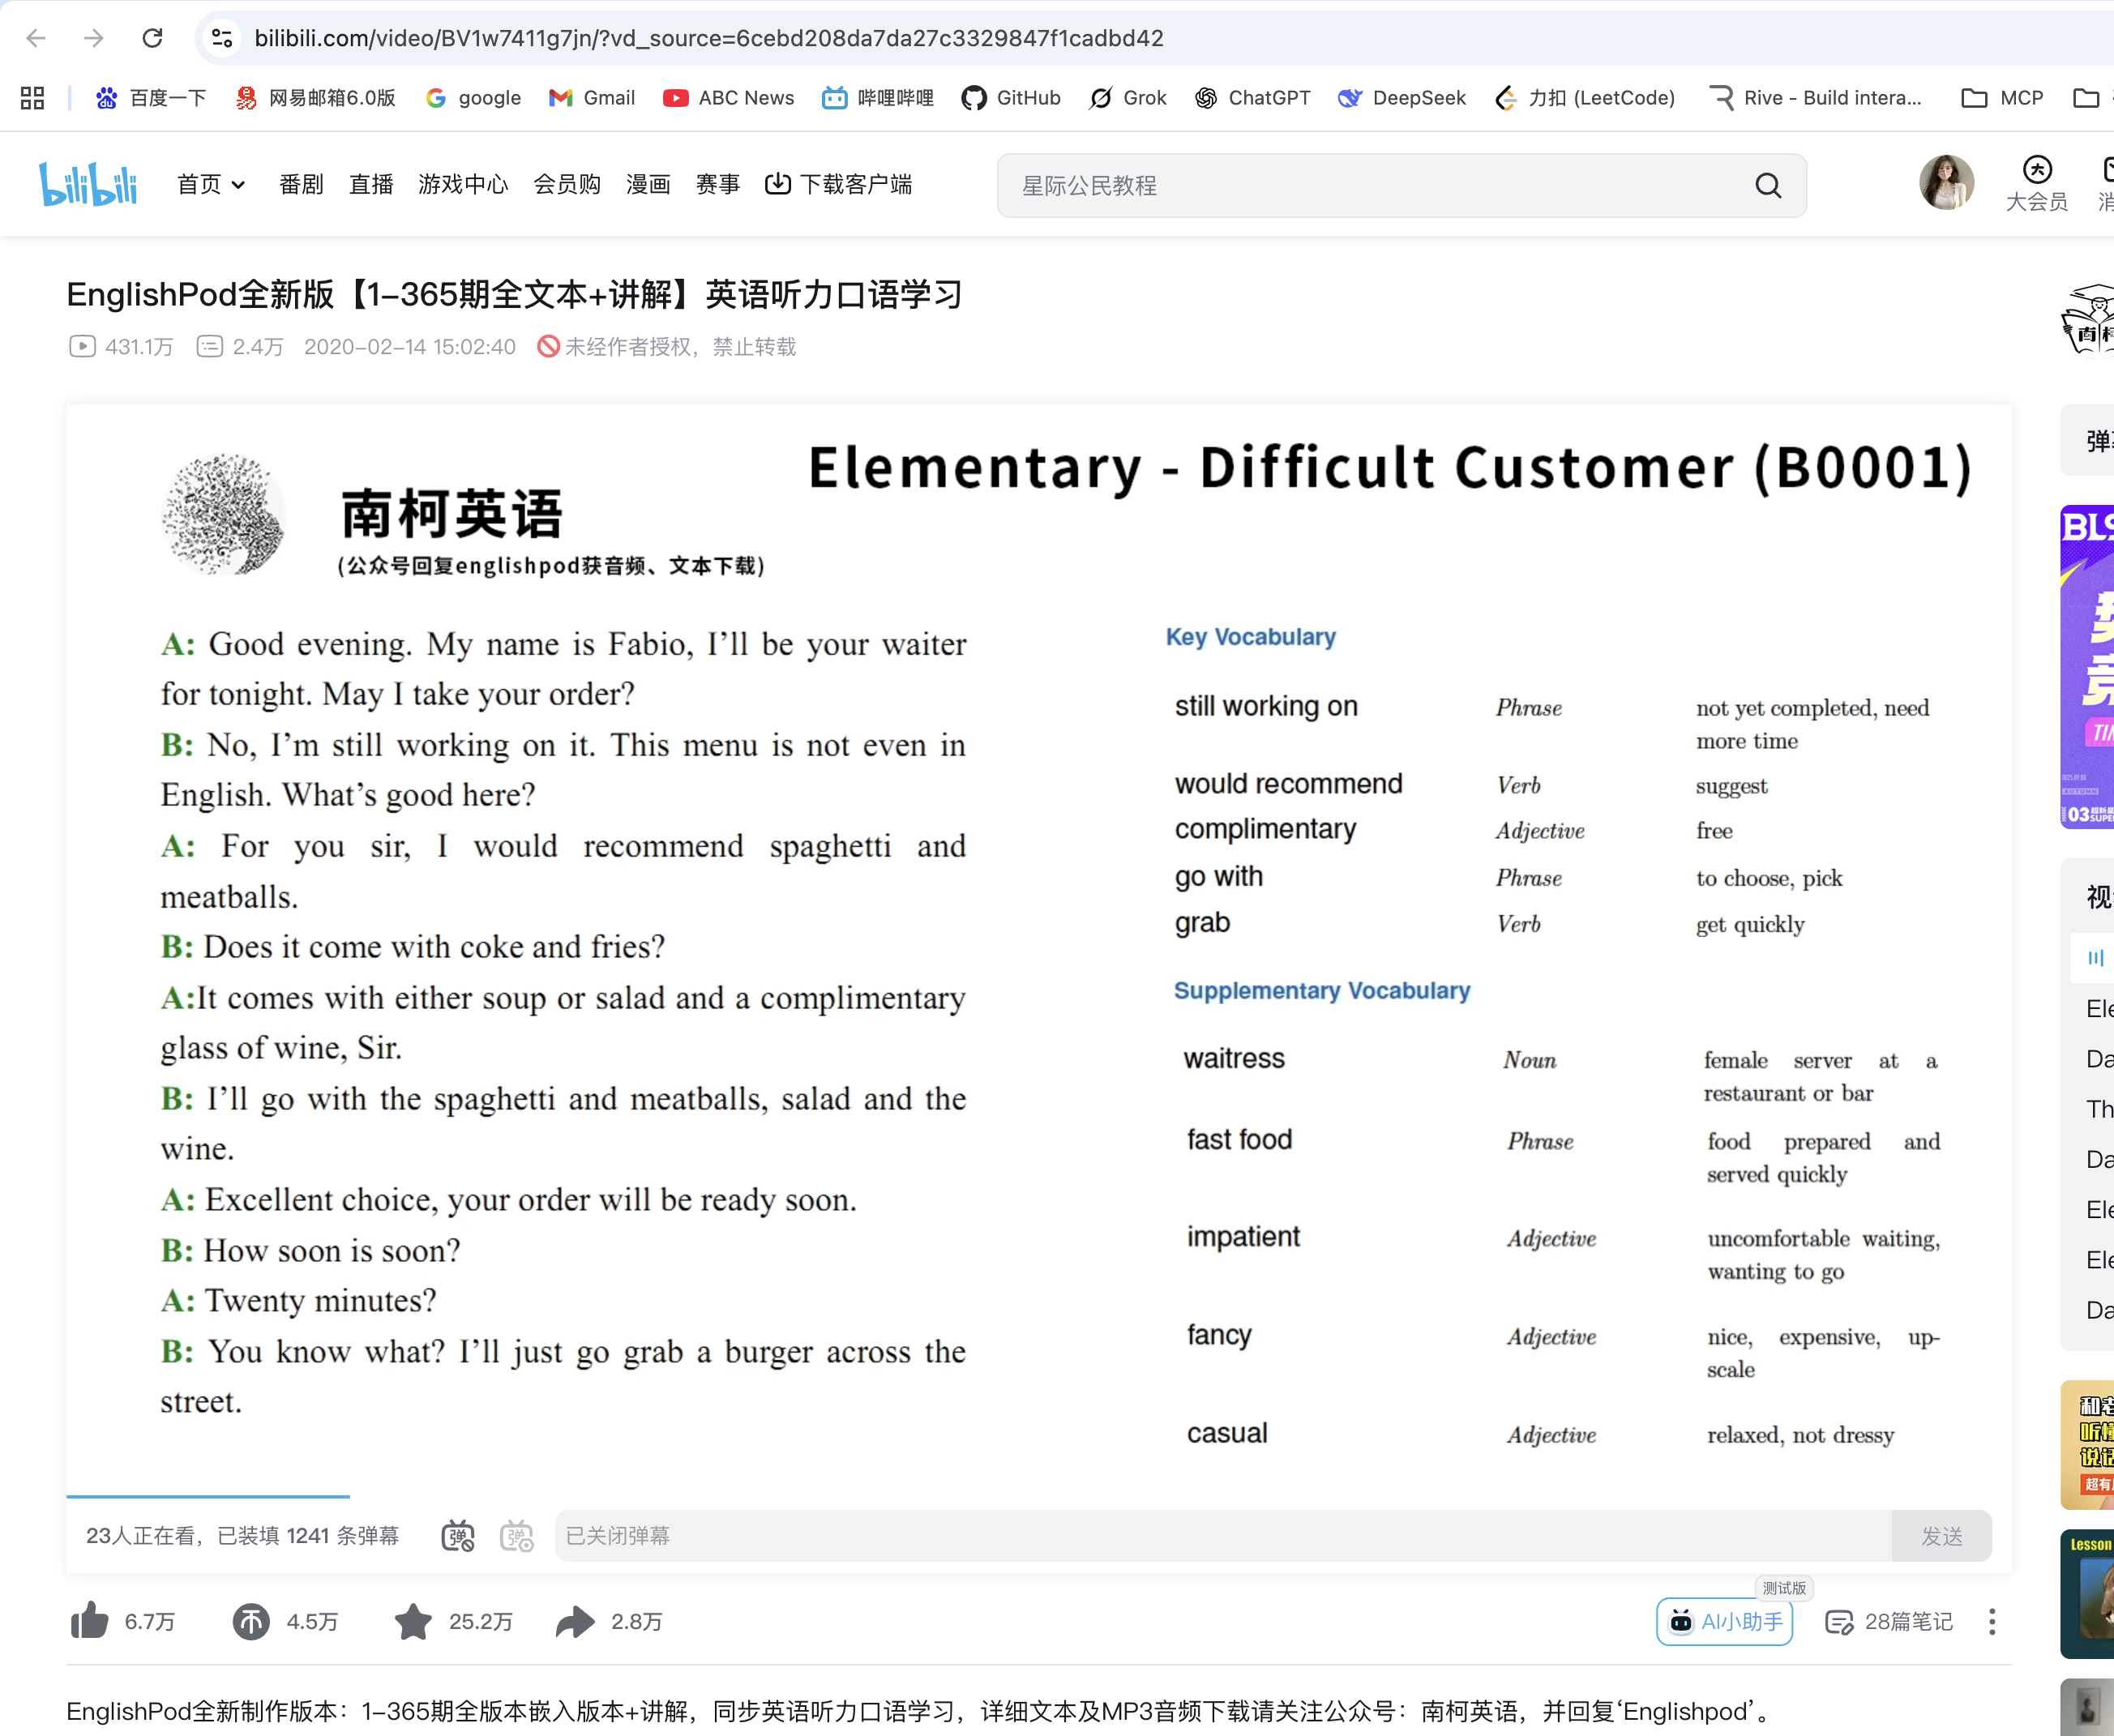 bilibili.com/video/BV1w7411g7jn/?vd_source=6cebd208da7da27c3329847f1cadbd42
百度一下 网易邮箱6.0版 google Gmail ABC News 哔哩哔哩 GitHub Grok ChatGPT DeepSeek 力扣 (LeetCode) Rive - Build intera... MCP
bilibili 首页 番剧 直播 游戏中心 会员购 漫画 赛事 下载客户端 星际公民教程 大会员
EnglishPod全新版【1-365期全文本+讲解】英语听力口语学习
431.1万 2.4万 2020-02-14 15:02:40 未经作者授权，禁止转载
Elementary - Difficult Customer (B0001)
南柯英语
(公众号回复englishpod获音频、文本下载)
A: Good evening. My name is Fabio, I’ll be your waiter
for tonight. May I take your order?
B: No, I’m still working on it. This menu is not even in
English. What’s good here?
A: For you sir, I would recommend spaghetti and
meatballs.
B: Does it come with coke and fries?
A:It comes with either soup or salad and a complimentary
glass of wine, Sir.
B: I’ll go with the spaghetti and meatballs, salad and the
wine.
A: Excellent choice, your order will be ready soon.
B: How soon is soon?
A: Twenty minutes?
B: You know what? I’ll just go grab a burger across the
street.
Key Vocabulary
still working on Phrase not yet completed, need
more time
would recommend Verb suggest
complimentary Adjective free
go with Phrase to choose, pick
grab Verb get quickly
Supplementary Vocabulary
waitress Noun female server at a
restaurant or bar
fast food Phrase food prepared and
served quickly
impatient Adjective uncomfortable waiting,
wanting to go
fancy Adjective nice, expensive, up-
scale
casual Adjective relaxed, not dressy
23人正在看，已装填 1241 条弹幕 已关闭弹幕 发送
测试版
6.7万 4.5万 25.2万 2.8万 AI小助手 28篇笔记
EnglishPod全新制作版本：1-365期全版本嵌入版本+讲解，同步英语听力口语学习，详细文本及MP3音频下载请关注公众号：南柯英语，并回复‘Englishpod’。
Lesson